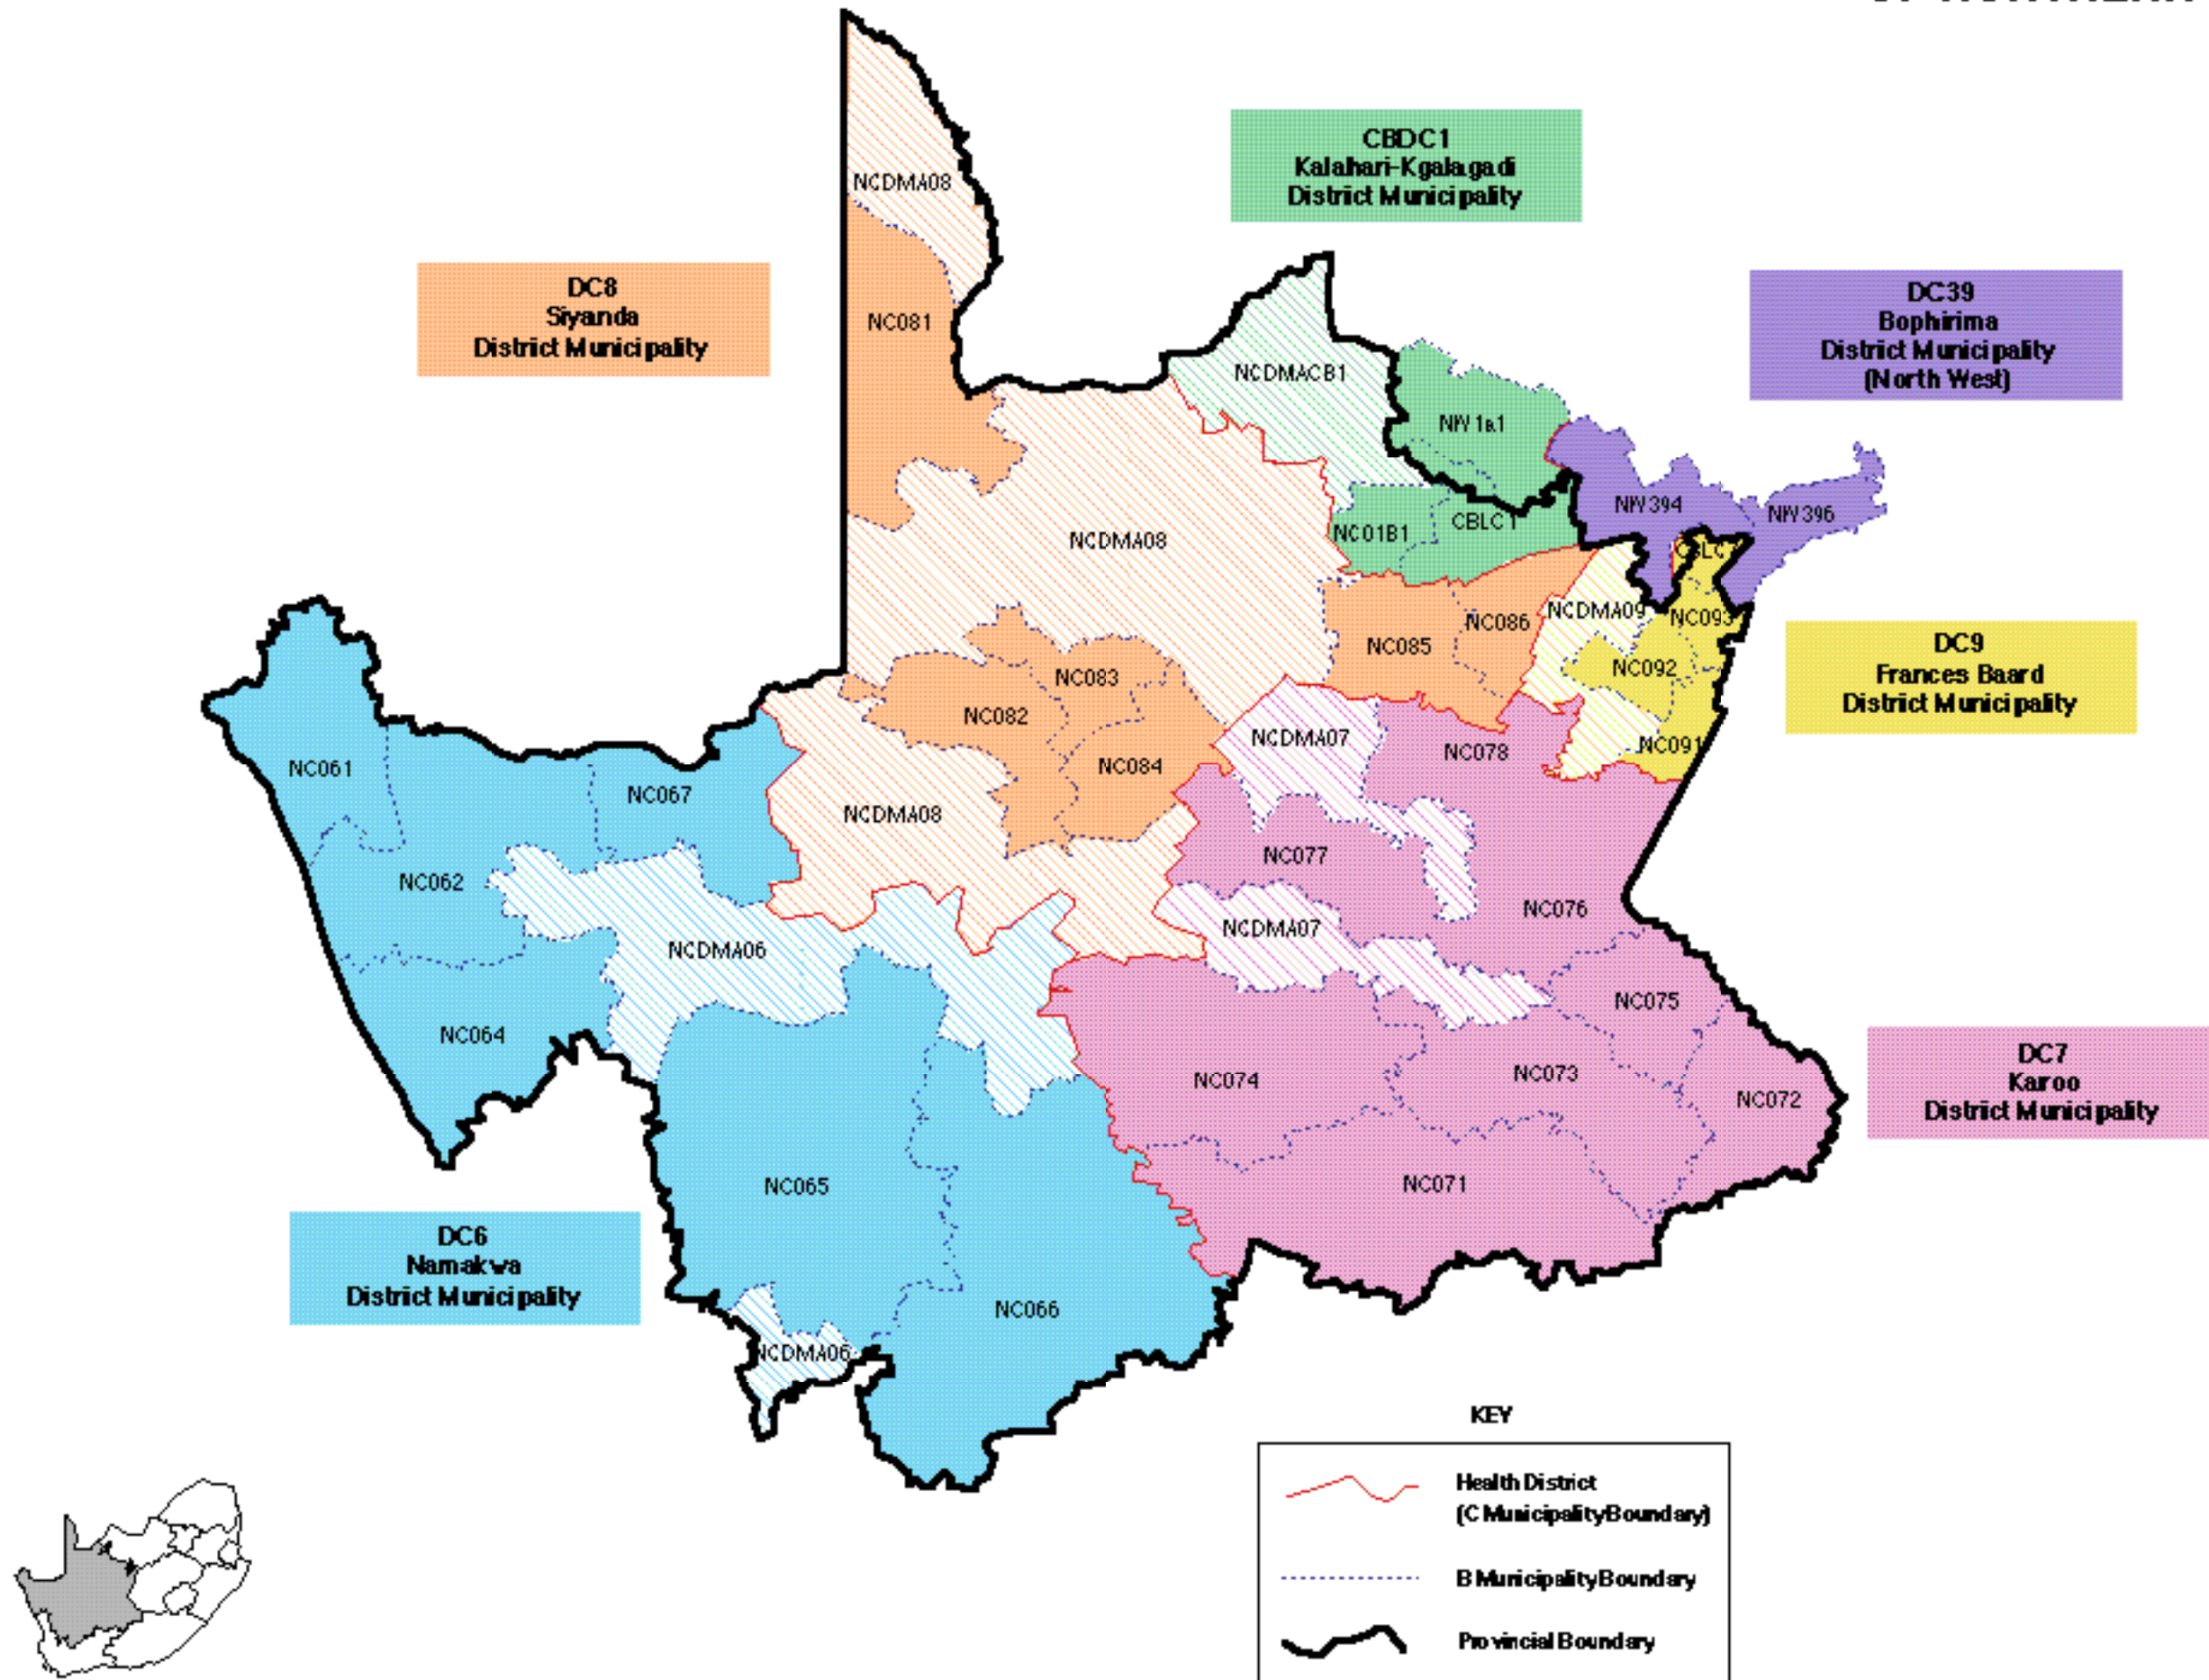 NCDMA08
CBDC1
Kalahari-Kgalagadi
District Municipality
DC8
Siyanda
District Municipality
NC081
DC39
Bophirima
District Municipality
(North West)
NCDMACB1
NW1a1
NW394
NW396
NC01B1
CBLC1
NCDMA08
NCDMA09
NC093
NC086
NC085
NC092
DC9
Frances Baard
District Municipality
NC083
NC082
NC084
NCDMA07
NC078
NC091
NC061
NC067
NCDMA08
NC062
NC077
NC076
NCDMA07
NCDMA06
NC064
NC075
NC074
NC073
NC072
DC7
Karoo
District Municipality
NC065
NC071
DC6
Namakwa
District Municipality
NC066
NCDMA06
KEY
Health District
(C Municipality Boundary)
B Municipality Boundary
Provincial Boundary